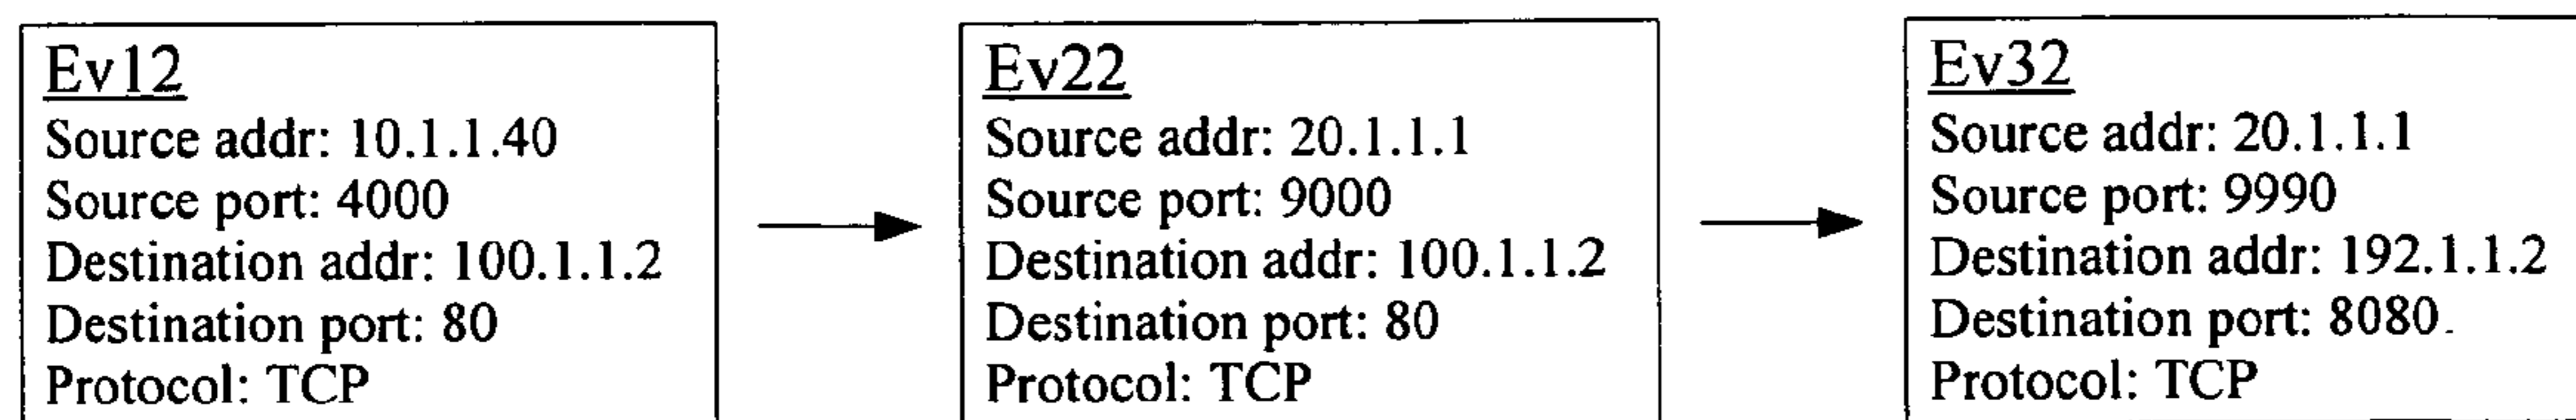 Ev12
Source addr: 10.1.1.40
Source port: 4000
Destination addr: 100.1.1.2
Destination port: 80
Protocol: TCP
Ev22
Source addr: 20.1.1.1
Source port: 9000
Destination addr: 100.1.1.2
Destination port: 80
Protocol: TCP
Ev32
Source addr: 20.1.1.1
Source port: 9990
Destination addr: 192.1.1.2
Destination port: 8080
Protocol: TCP